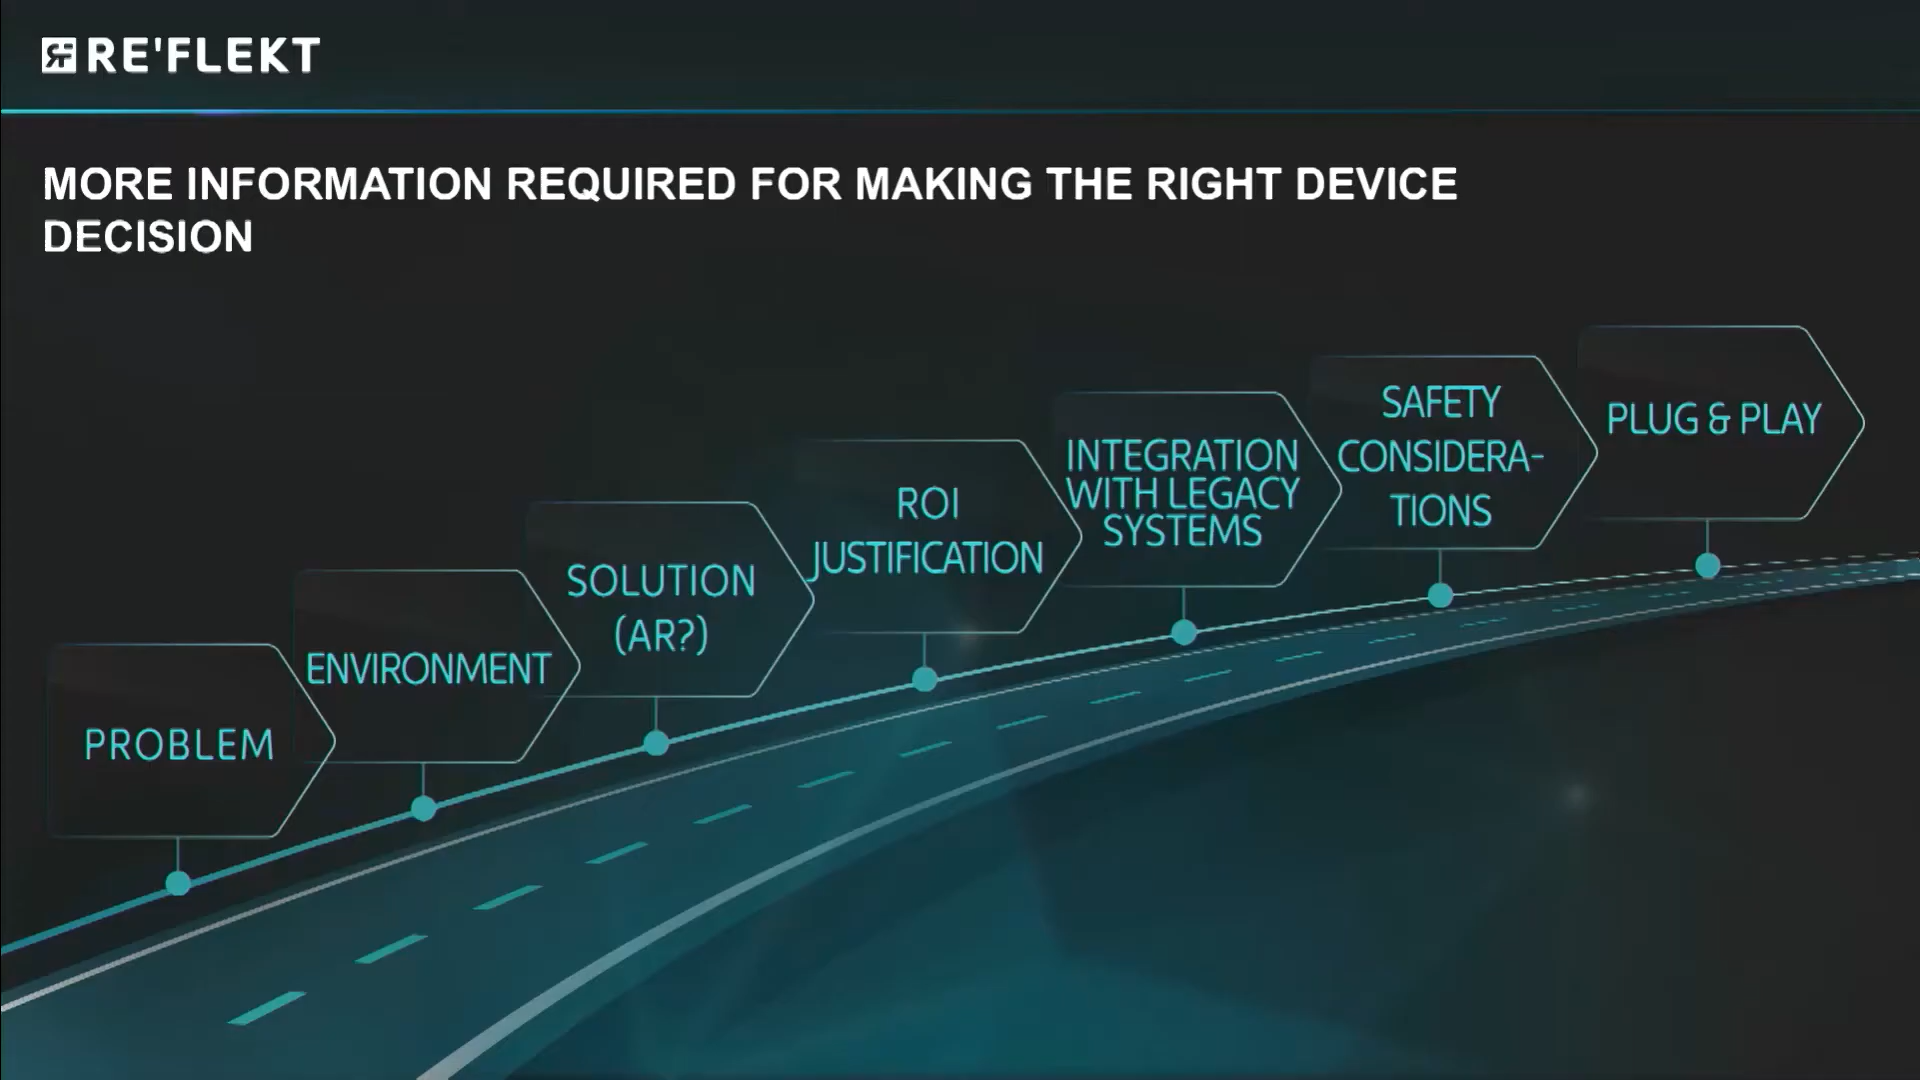 RE'FLEKT
MORE INFORMATION REQUIRED FOR MAKING THE RIGHT DEVICE
DECISION
PROBLEM
ENVIRONMENT
SOLUTION
(AR?)
ROI
JUSTIFICATION
INTEGRATION
WITH LEGACY
SYSTEMS
SAFETY
CONSIDERA-
TIONS
PLUG & PLAY